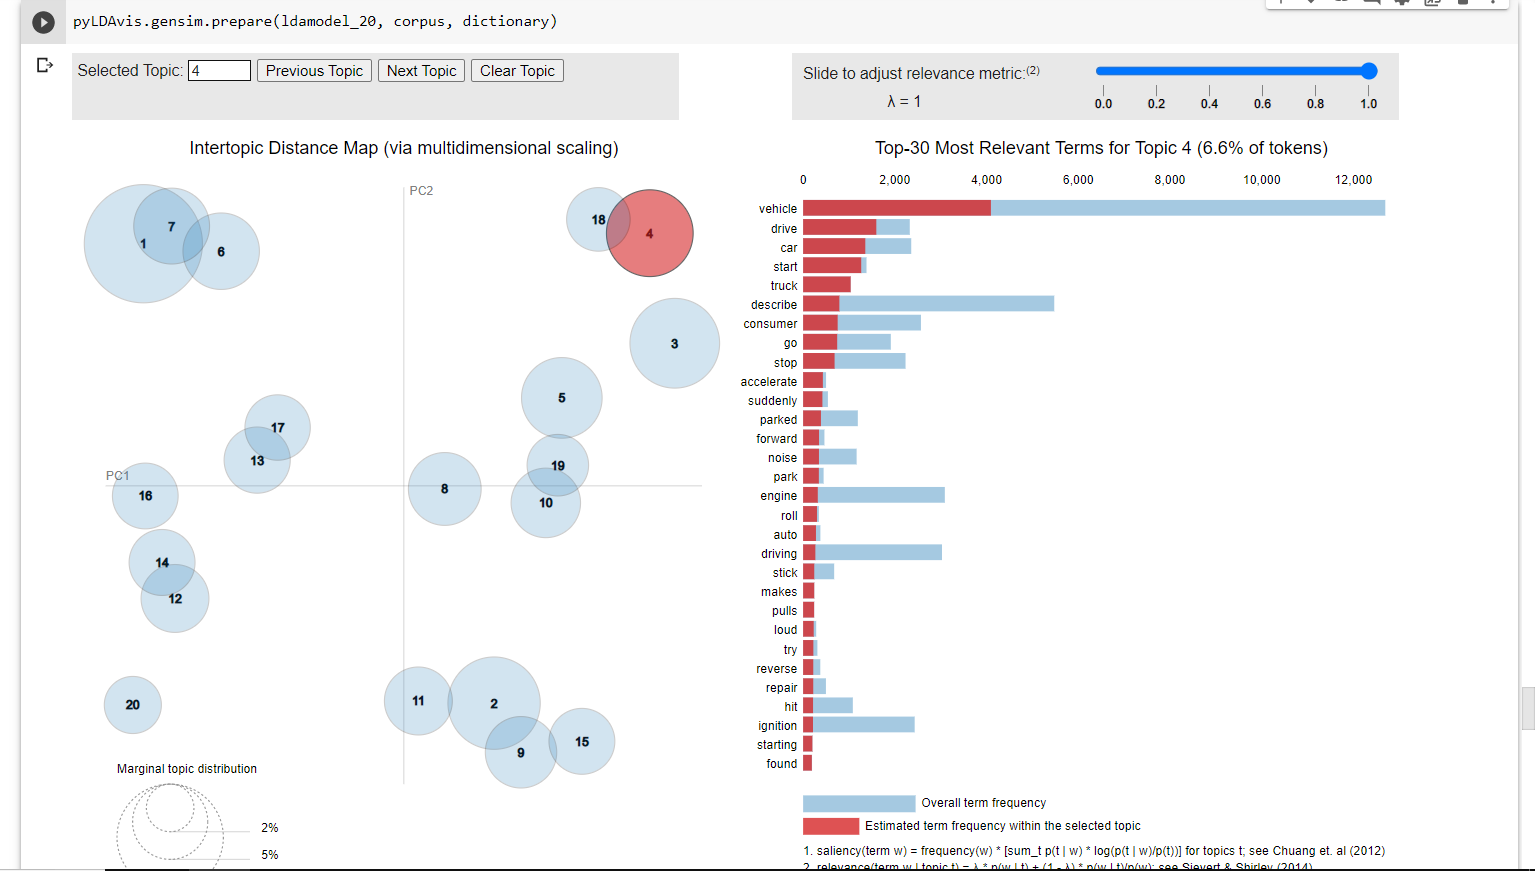 pyLDAvis.gensim.prepare(ldamodel_20, corpus, dictionary)
Selected Topic: 4 Previous Topic Next Topic Clear Topic
Slide to adjust relevance metric:(2)
λ = 1
0.0 0.2 0.4 0.6 0.8 1.0
Intertopic Distance Map (via multidimensional scaling)
PC2
PC1
18
4
7
1
6
3
5
17
13
19
8
10
16
14
12
11
2
20
15
9
Marginal topic distribution
2%
5%
Top-30 Most Relevant Terms for Topic 4 (6.6% of tokens)
0 2,000 4,000 6,000 8,000 10,000 12,000
vehicle
drive
car
start
truck
describe
consumer
go
stop
accelerate
suddenly
parked
forward
noise
park
engine
roll
auto
driving
stick
makes
pulls
loud
try
reverse
repair
hit
ignition
starting
found
Overall term frequency
Estimated term frequency within the selected topic
1. saliency(term w) = frequency(w) * [sum_t p(t | w) * log(p(t | w)/p(t))] for topics t; see Chuang et. al (2012)
2. relevance(term w | topic t) = λ * p(w | t) + (1 - λ) * p(w | t)/p(w); see Sievert & Shirley (2014)